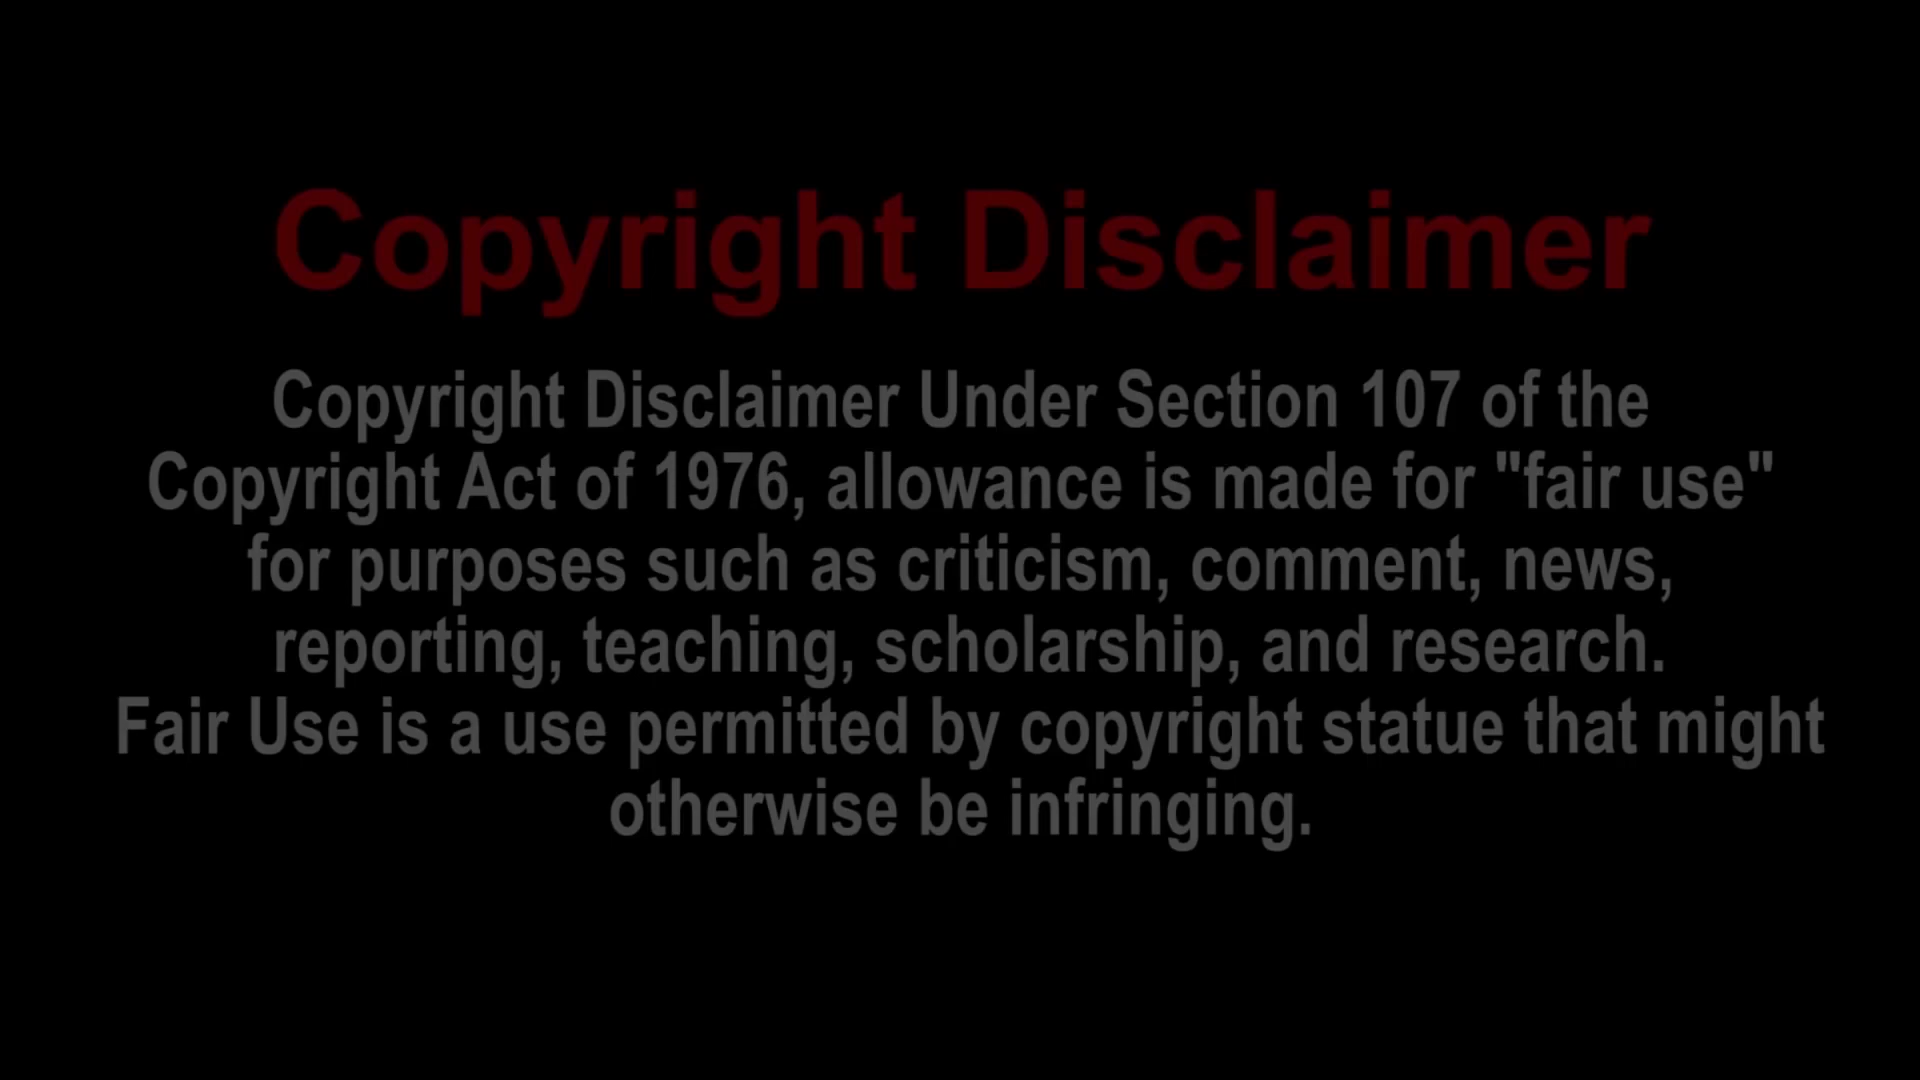 Copyright Disclaimer
Copyright Disclaimer Under Section 107 of the
Copyright Act of 1976, allowance is made for "fair use"
for purposes such as criticism, comment, news,
reporting, teaching, scholarship, and research.
Fair Use is a use permitted by copyright statue that might
otherwise be infringing.